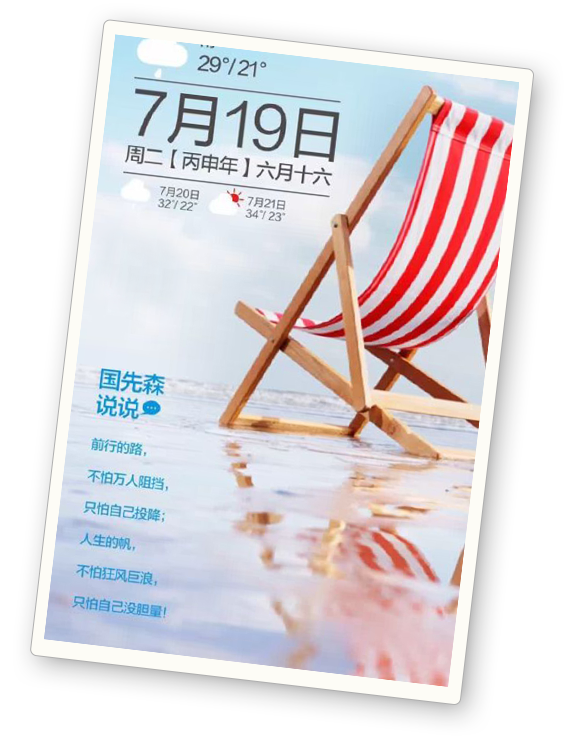 29°/21°
7月19日
周二【丙申年】六月十六
7月20日
32°/22°
7月21日
34°/23°
国先森
说说
前行的路，
不怕万人阻挡，
只怕自己投降；
人生的帆，
不怕狂风巨浪，
只怕自己没胆量！